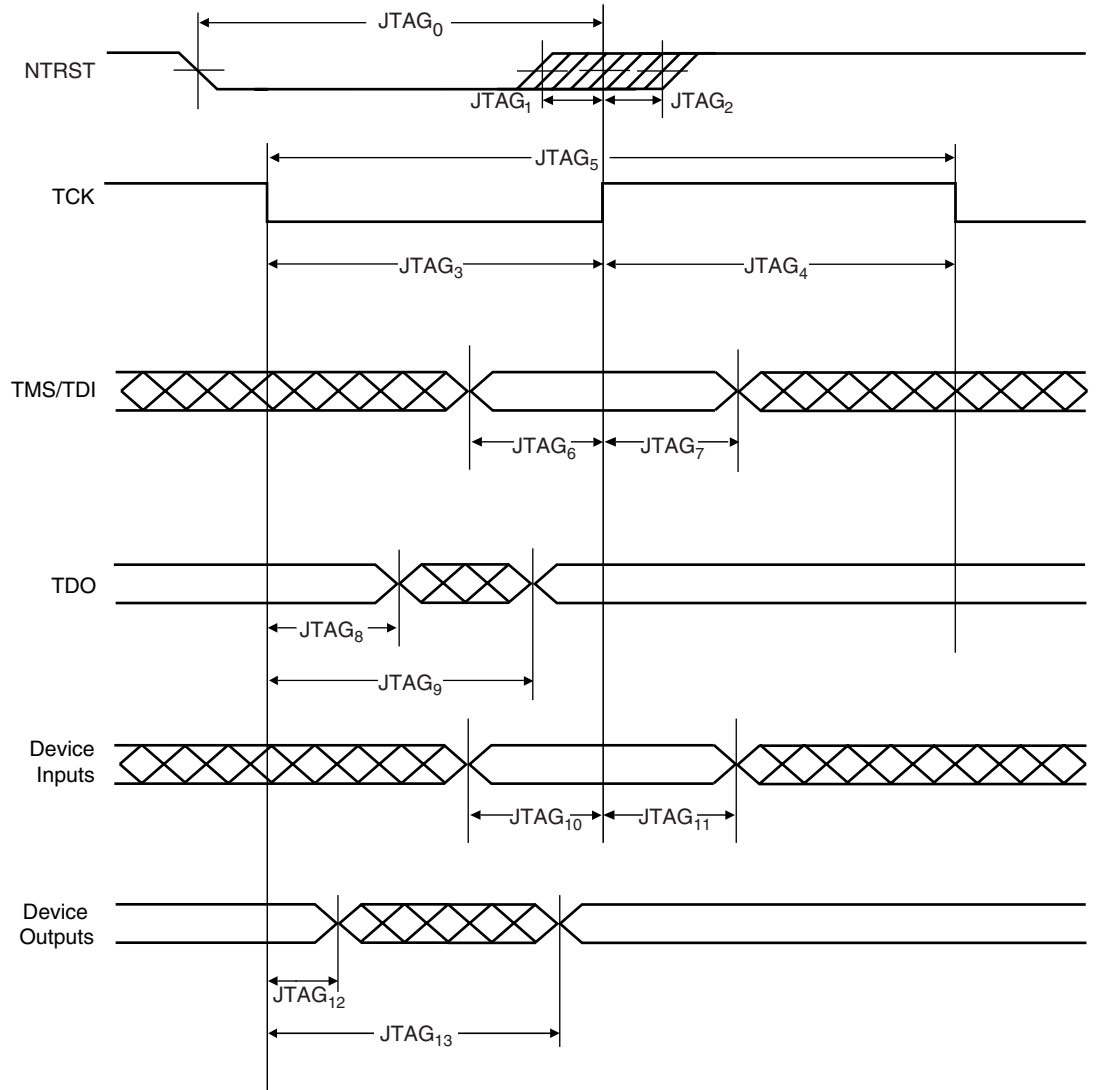 JTAG₀
NTRST
JTAG₁ JTAG₂
JTAG₅
TCK
JTAG₃ JTAG₄
TMS/TDI
JTAG₆ JTAG₇
TDO
JTAG₈
JTAG₉
Device
Inputs
JTAG₁₀ JTAG₁₁
Device
Outputs
JTAG₁₂
JTAG₁₃